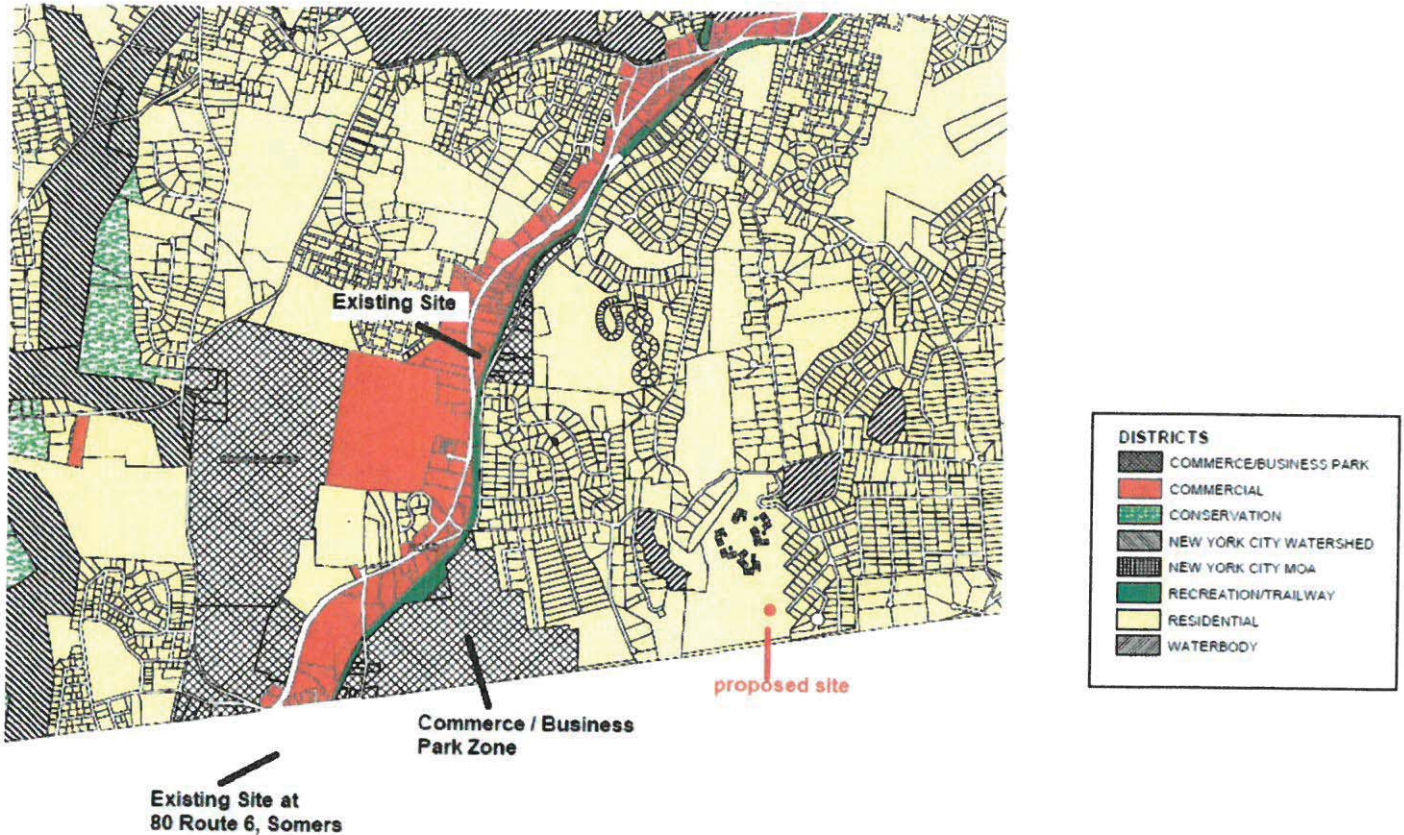 Existing Site
proposed site
Commerce / Business
Park Zone
Existing Site at
80 Route 6, Somers
DISTRICTS
COMMERCE/BUSINESS PARK
COMMERCIAL
CONSERVATION
NEW YORK CITY WATERSHED
NEW YORK CITY MOA
RECREATION/TRAILWAY
RESIDENTIAL
WATERBODY